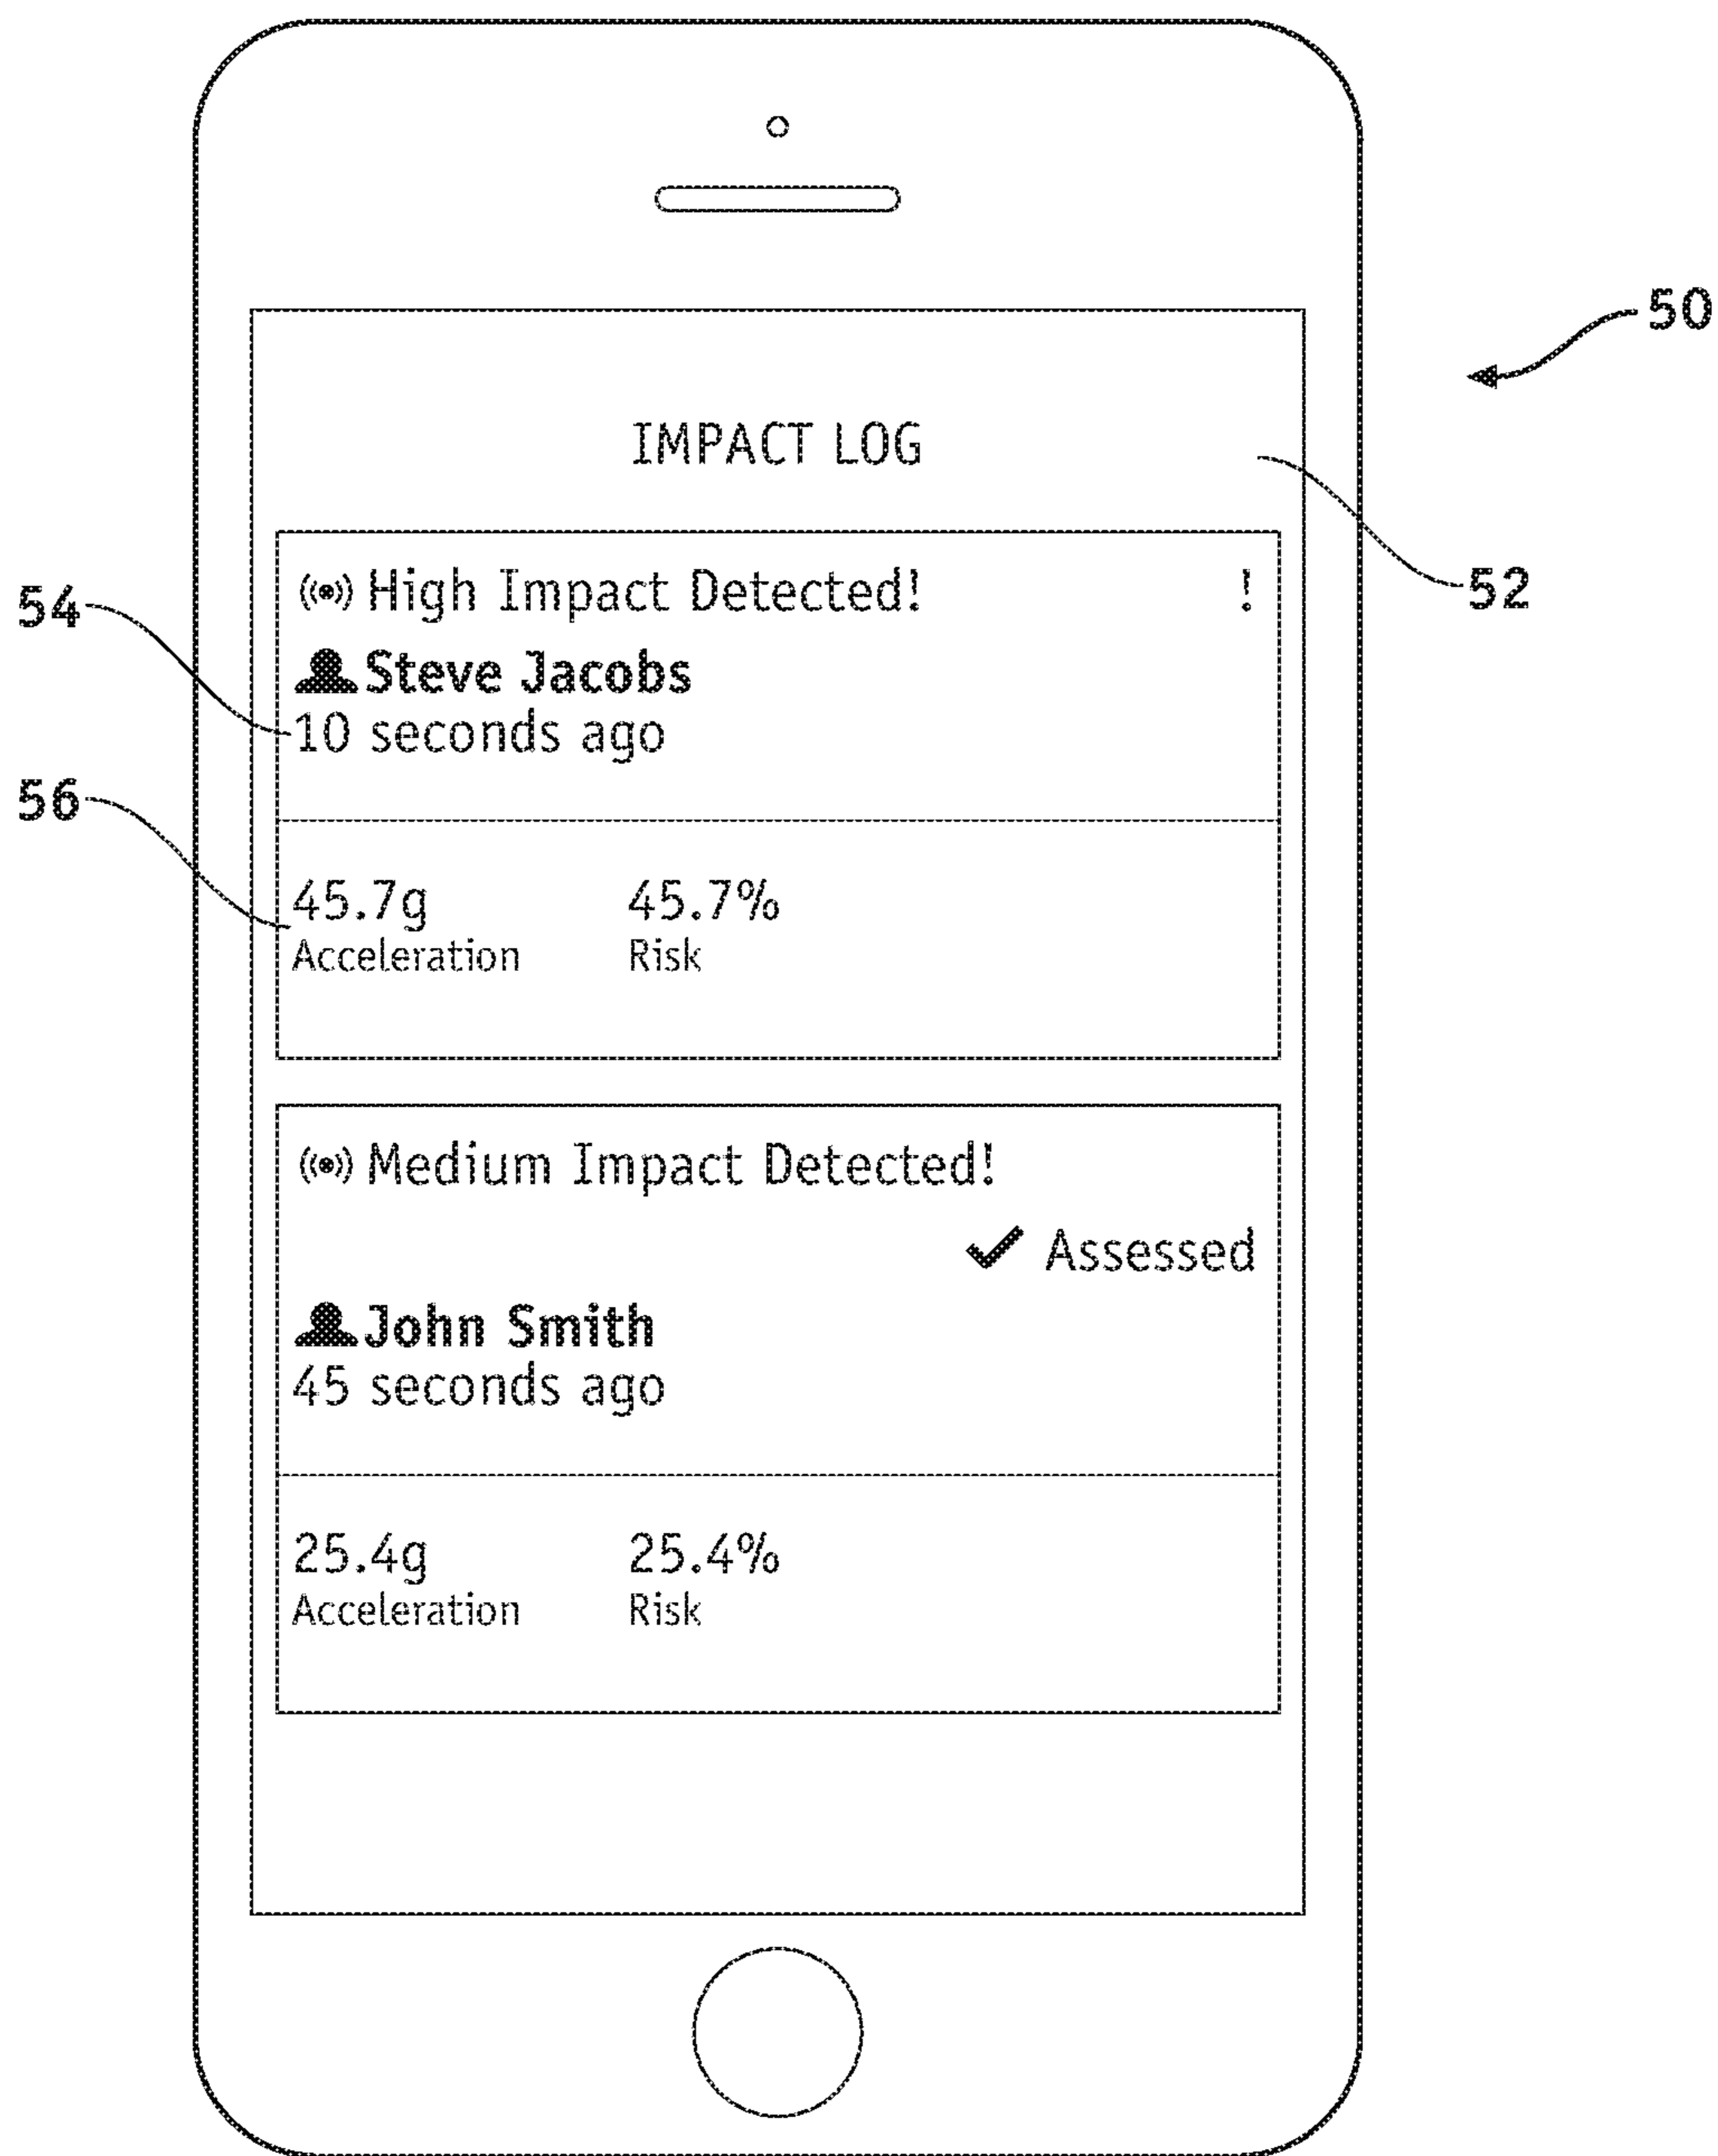 50
IMPACT LOG
52
High Impact Detected! !
54
Steve Jacobs
10 seconds ago
56
45.7g 45.7%
Acceleration Risk
Medium Impact Detected!
✔ Assessed
John Smith
45 seconds ago
25.4g 25.4%
Acceleration Risk